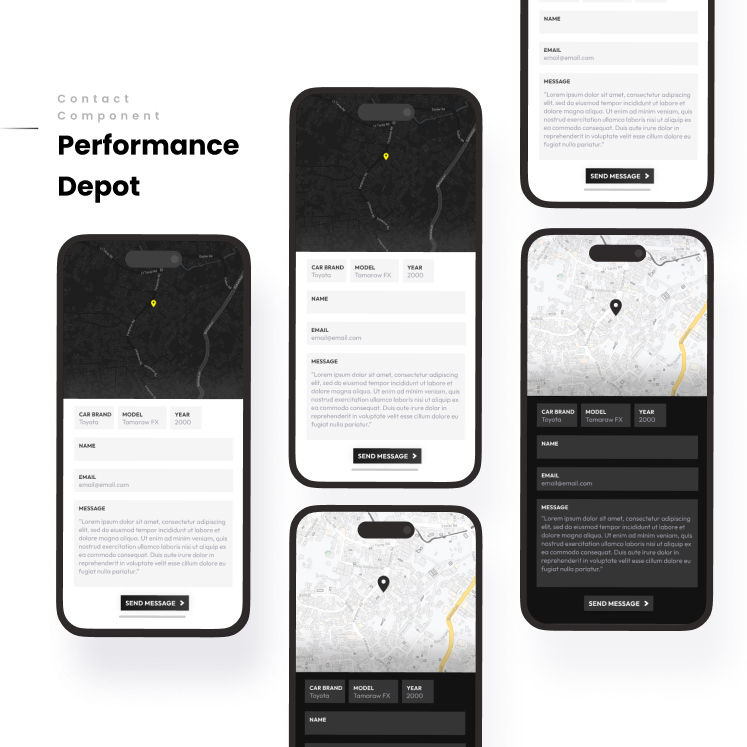 Contact
Component
Performance
Depot
CAR BRAND
Toyota
MODEL
Tamaraw FX
YEAR
2000
NAME
EMAIL
email@email.com
MESSAGE
"Lorem ipsum dolor sit amet, consectetur adipiscing
elit, sed do eiusmod tempor incididunt ut labore et
dolore magna aliqua. Ut enim ad minim veniam, quis
nostrud exercitation ullamco laboris nisi ut aliquip ex
ea commodo consequat. Duis aute irure dolor in
reprehenderit in voluptate velit esse cillum dolore eu
fugiat nulla pariatur."
SEND MESSAGE
CAR BRAND
Toyota
MODEL
Tamaraw FX
YEAR
2000
NAME
EMAIL
email@email.com
MESSAGE
"Lorem ipsum dolor sit amet, consectetur adipiscing
elit, sed do eiusmod tempor incididunt ut labore et
dolore magna aliqua. Ut enim ad minim veniam, quis
nostrud exercitation ullamco laboris nisi ut aliquip ex
ea commodo consequat. Duis aute irure dolor in
reprehenderit in voluptate velit esse cillum dolore eu
fugiat nulla pariatur."
SEND MESSAGE
CAR BRAND
Toyota
MODEL
Tamaraw FX
YEAR
2000
NAME
NAME
EMAIL
email@email.com
MESSAGE
"Lorem ipsum dolor sit amet, consectetur adipiscing
elit, sed do eiusmod tempor incididunt ut labore et
dolore magna aliqua. Ut enim ad minim veniam, quis
nostrud exercitation ullamco laboris nisi ut aliquip ex
ea commodo consequat. Duis aute irure dolor in
reprehenderit in voluptate velit esse cillum dolore eu
fugiat nulla pariatur."
SEND MESSAGE
CAR BRAND
Toyota
MODEL
Tamaraw FX
YEAR
2000
NAME
EMAIL
email@email.com
MESSAGE
"Lorem ipsum dolor sit amet, consectetur adipiscing
elit, sed do eiusmod tempor incididunt ut labore et
dolore magna aliqua. Ut enim ad minim veniam, quis
nostrud exercitation ullamco laboris nisi ut aliquip ex
ea commodo consequat. Duis aute irure dolor in
reprehenderit in voluptate velit esse cillum dolore eu
fugiat nulla pariatur."
SEND MESSAGE